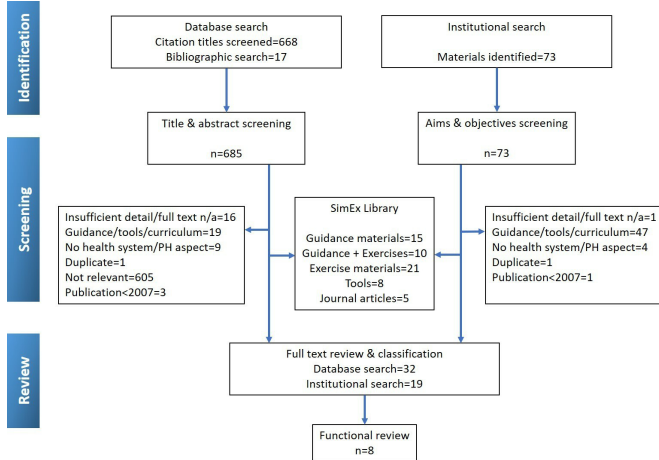 Identification
Database search
Citation titles screened=668
Bibliographic search=17
Institutional search
Materials identified=73
Title & abstract screening
n=685
Aims & objectives screening
n=73
Screening
Insufficient detail/full text n/a=16
Guidance/tools/curriculum=19
No health system/PH aspect=9
Duplicate=1
Not relevant=605
Publication<2007=3
SimEx Library
Guidance materials=15
Guidance + Exercises=10
Exercise materials=21
Tools=8
Journal articles=5
Insufficient detail/full text n/a=1
Guidance/tools/curriculum=47
No health system/PH aspect=4
Duplicate=1
Publication<2007=1
Review
Full text review & classification
Database search=32
Institutional search=19
Functional review
n=8